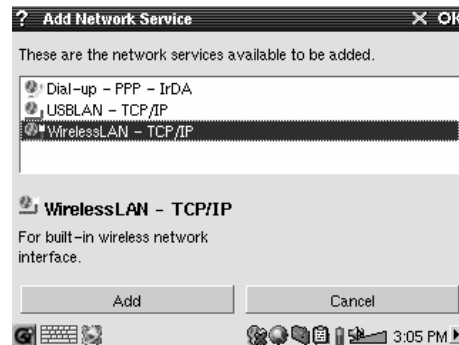 ? Add Network Service X OK
These are the network services available to be added.
Dial-up - PPP - IrDA
USBLAN - TCP/IP
WirelessLAN - TCP/IP
WirelessLAN - TCP/IP
For built-in wireless network
interface.
Add Cancel
3:05 PM